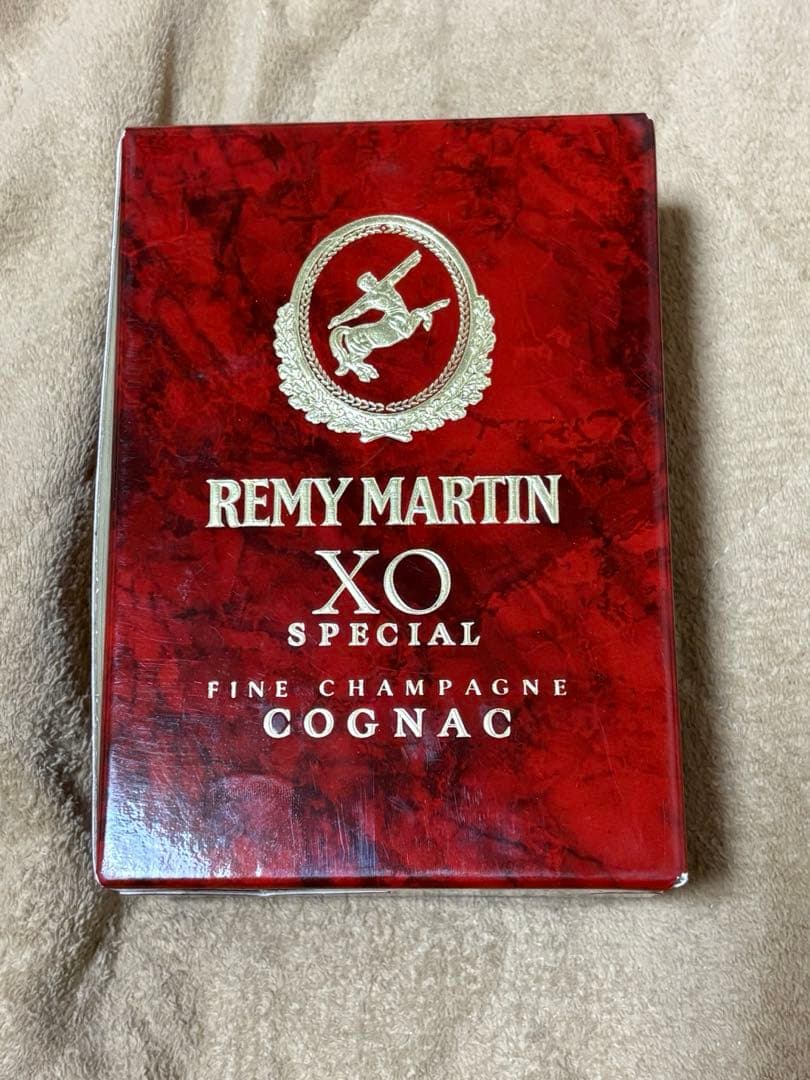 REMY MARTIN
XO
SPECIAL
FINE CHAMPAGNE
COGNAC